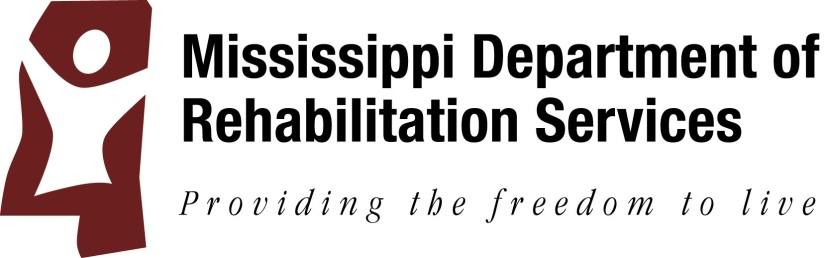 Mississippi Department of
Rehabilitation Services
Providing the freedom to live